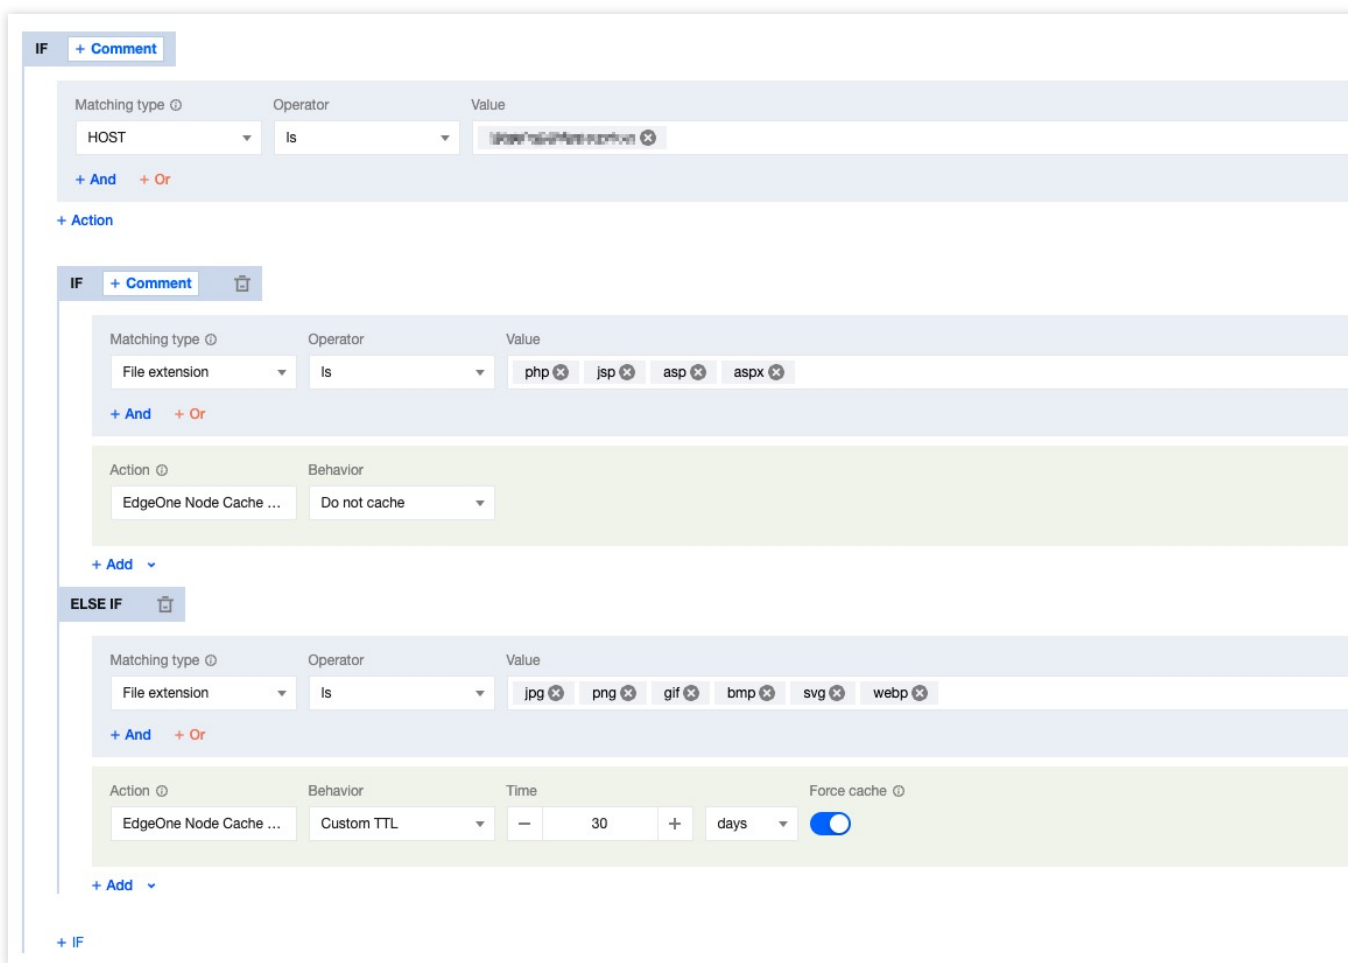 IF + Comment
Matching type Operator Value
HOST Is
+ And + Or
+ Action
IF + Comment
Matching type Operator Value
File extension Is php jsp asp aspx
+ And + Or
Action Behavior
EdgeOne Node Cache ... Do not cache
+ Add
ELSE IF
Matching type Operator Value
File extension Is jpg png gif bmp svg webp
+ And + Or
Action Behavior Time Force cache
EdgeOne Node Cache ... Custom TTL − 30 + days
+ Add
+ IF